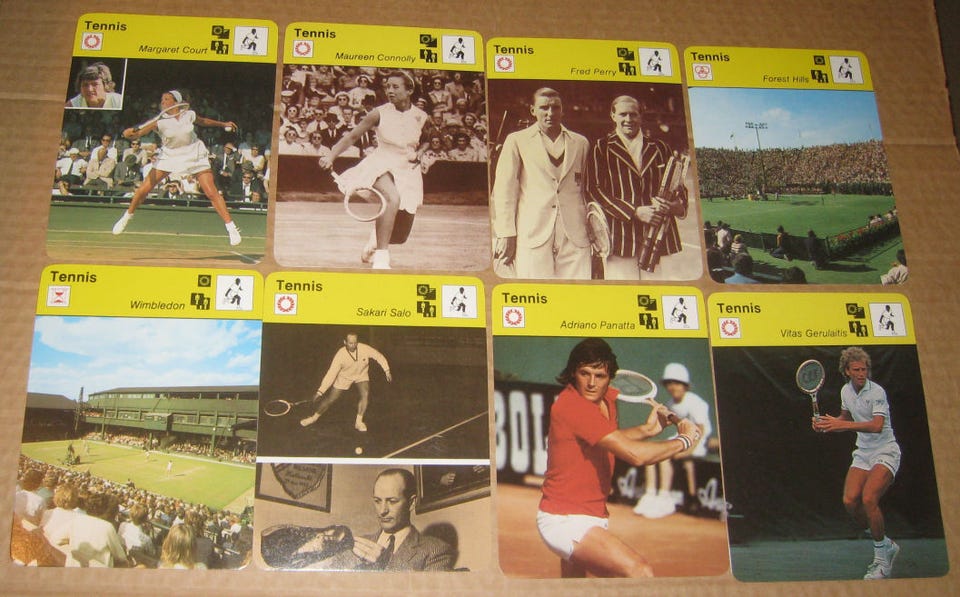 Tennis
Margaret Court
Tennis
Maureen Connolly
Tennis
Fred Perry
Tennis
Forest Hills
Tennis
Wimbledon
Tennis
Sakari Salo
Tennis
Adriano Panatta
Tennis
Vitas Gerulaitis